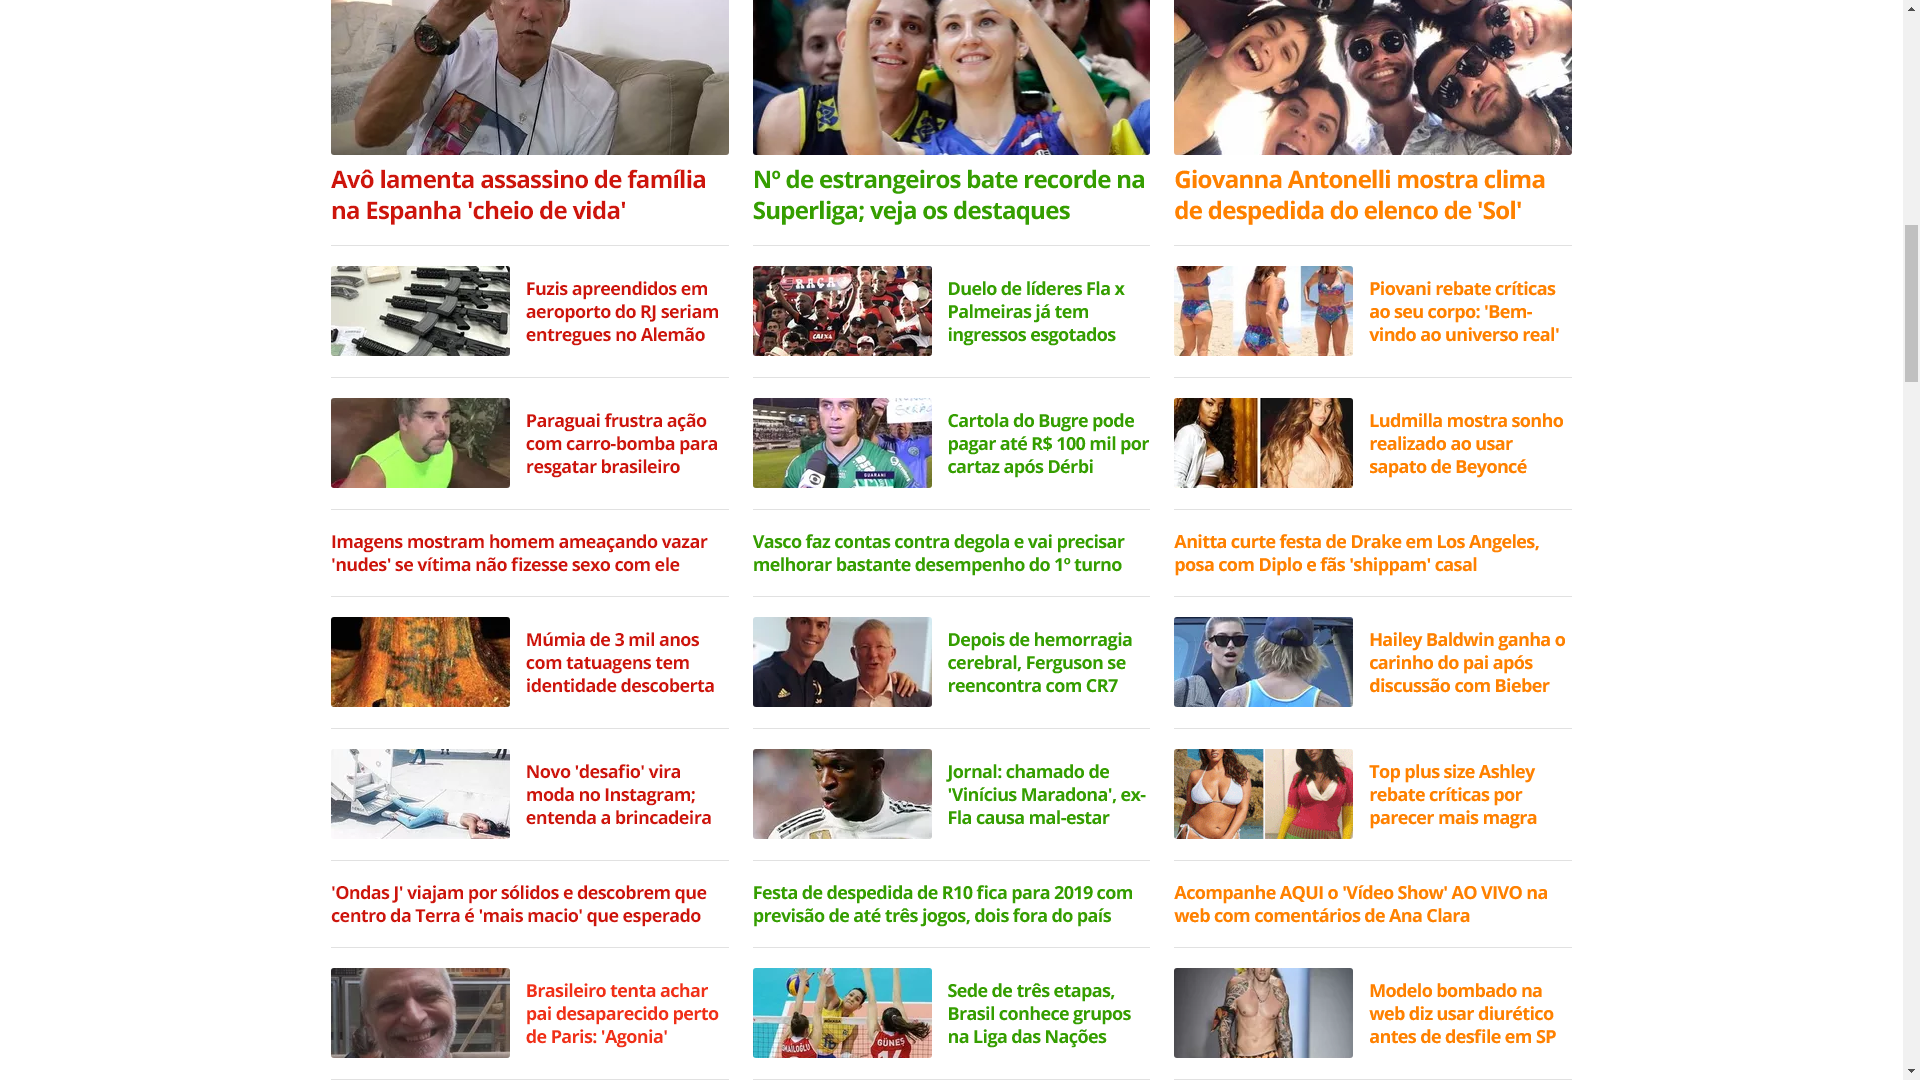 Avô lamenta assassino de família
na Espanha 'cheio de vida'
Fuzis apreendidos em
aeroporto do RJ seriam
entregues no Alemão
Paraguai frustra ação
com carro-bomba para
resgatar brasileiro
Imagens mostram homem ameaçando vazar
'nudes' se vítima não fizesse sexo com ele
Múmia de 3 mil anos
com tatuagens tem
identidade descoberta
Novo 'desafio' vira
moda no Instagram;
entenda a brincadeira
'Ondas J' viajam por sólidos e descobrem que
centro da Terra é 'mais macio' que esperado
Brasileiro tenta achar
pai desaparecido perto
de Paris: 'Agonia'
Nº de estrangeiros bate recorde na
Superliga; veja os destaques
RAÇA
CAIXA
Duelo de líderes Fla x
Palmeiras já tem
ingressos esgotados
GUARANI
Cartola do Bugre pode
pagar até R$ 100 mil por
cartaz após Dérbi
Vasco faz contas contra degola e vai precisar
melhorar bastante desempenho do 1º turno
Depois de hemorragia
cerebral, Ferguson se
reencontra com CR7
Jornal: chamado de
'Vinícius Maradona', ex-
Fla causa mal-estar
Festa de despedida de R10 fica para 2019 com
previsão de até três jogos, dois fora do país
GÜNEŞ
Sede de três etapas,
Brasil conhece grupos
na Liga das Nações
Giovanna Antonelli mostra clima
de despedida do elenco de 'Sol'
Piovani rebate críticas
ao seu corpo: 'Bem-
vindo ao universo real'
Ludmilla mostra sonho
realizado ao usar
sapato de Beyoncé
Anitta curte festa de Drake em Los Angeles,
posa com Diplo e fãs 'shippam' casal
Hailey Baldwin ganha o
carinho do pai após
discussão com Bieber
Top plus size Ashley
rebate críticas por
parecer mais magra
Acompanhe AQUI o 'Vídeo Show' AO VIVO na
web com comentários de Ana Clara
Modelo bombado na
web diz usar diurético
antes de desfile em SP